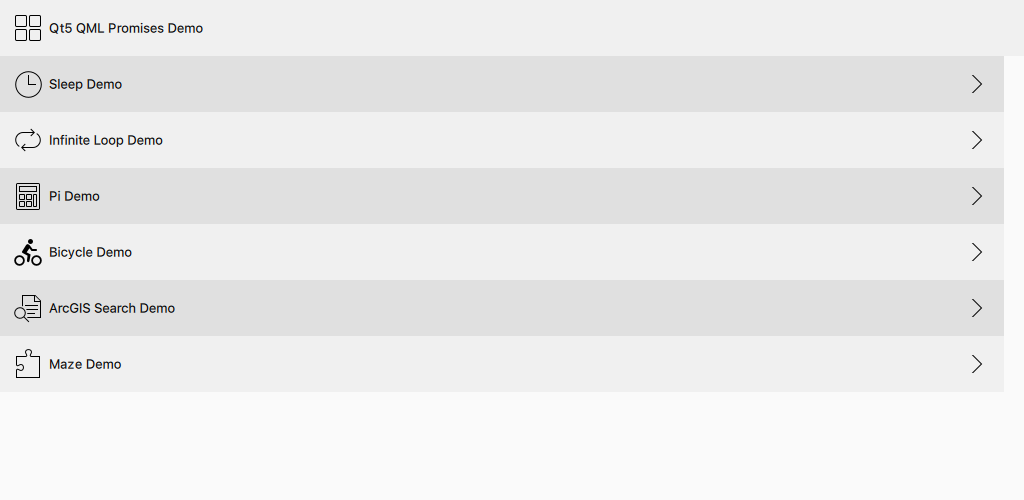 Qt5 QML Promises Demo
Sleep Demo
Infinite Loop Demo
Pi Demo
Bicycle Demo
ArcGIS Search Demo
Maze Demo